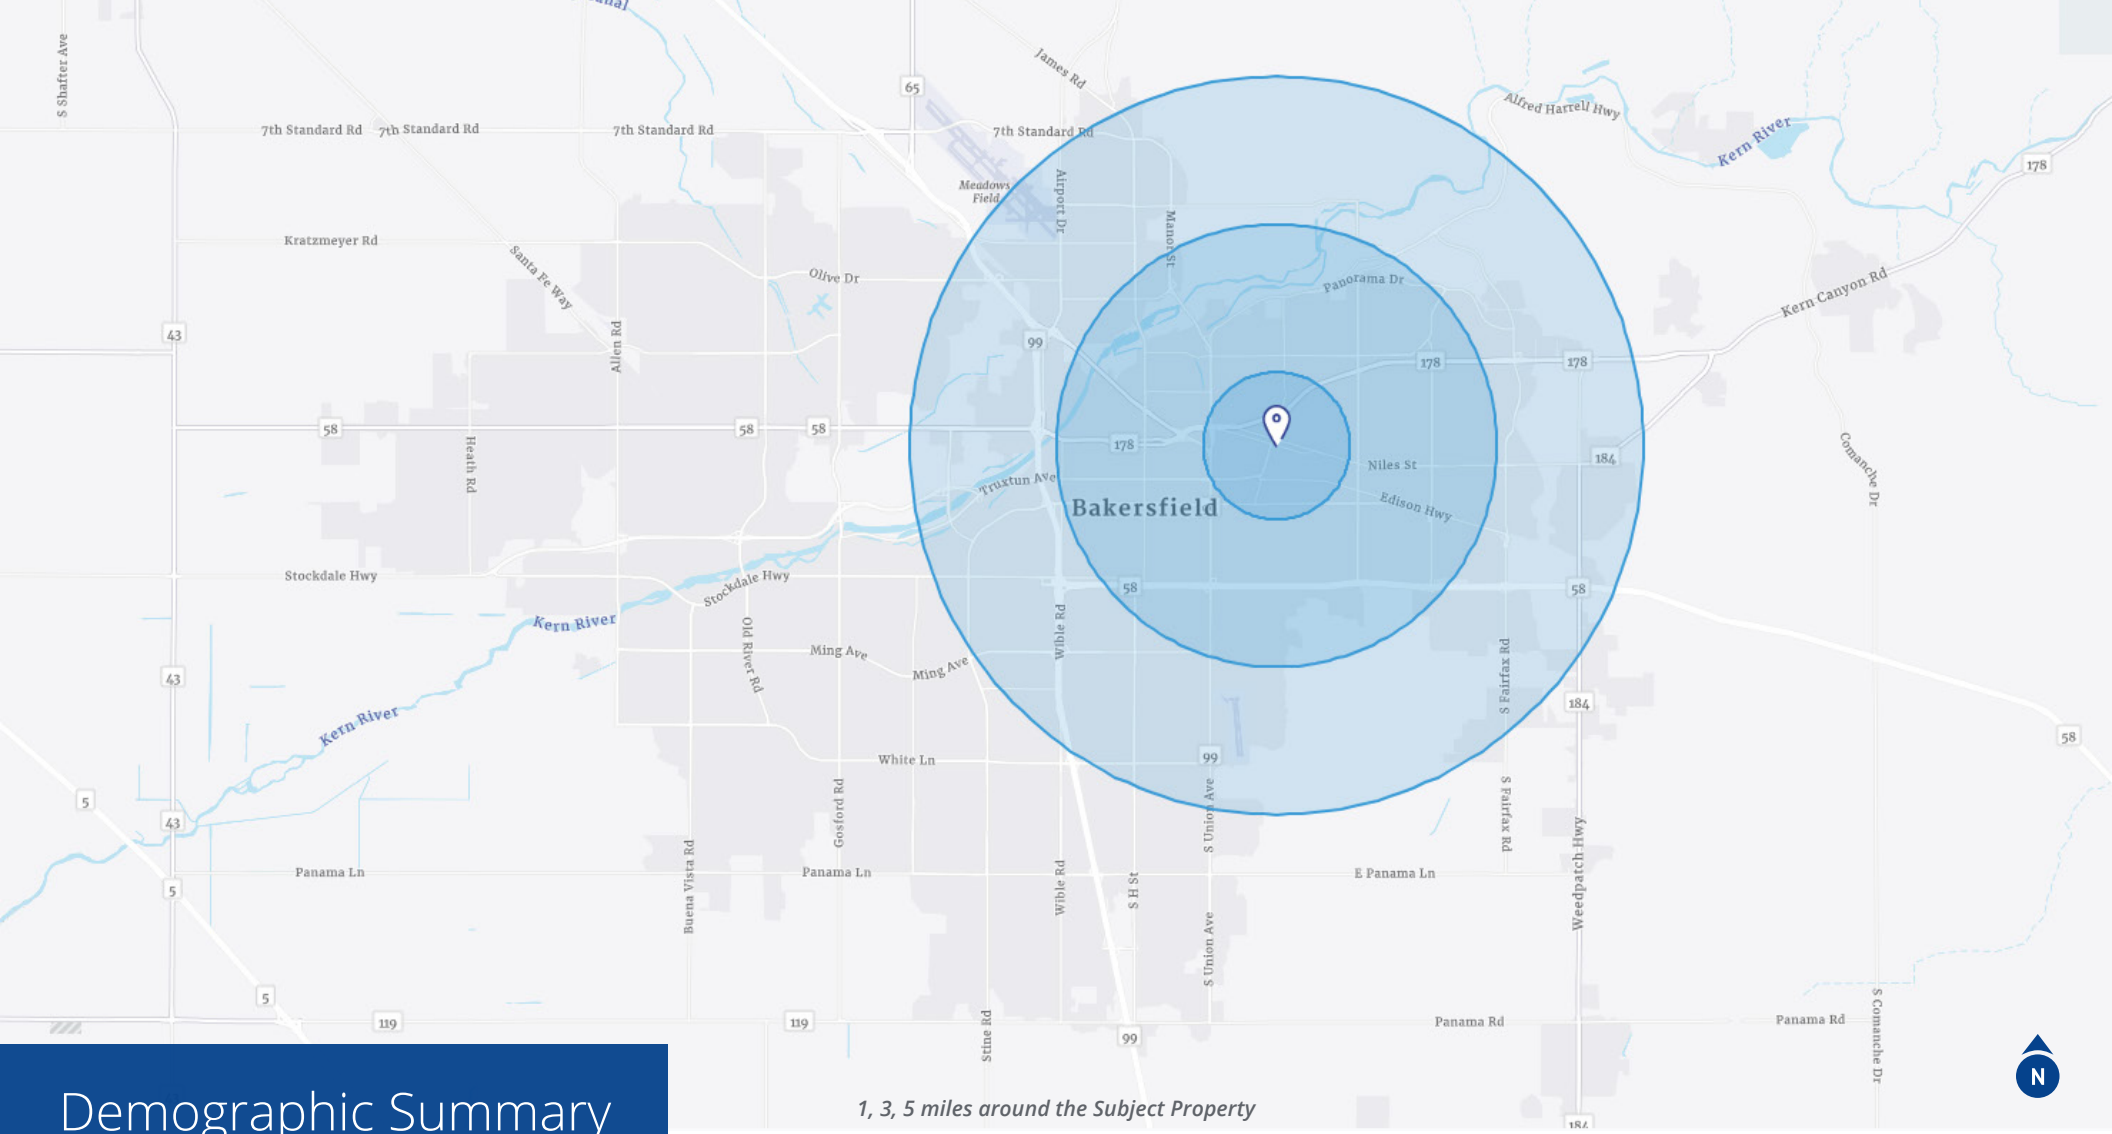 Canal
S Shafter Ave
James Rd
65
Alfred Harrell Hwy
7th Standard Rd
7th Standard Rd
7th Standard Rd
7th Standard Rd
Kern River
178
Meadows
Field
Airport Dr
Manor St
Kratzmeyer Rd
Santa Fe Way
Olive Dr
Panorama Dr
Kern Canyon Rd
43
Allen Rd
99
178
178
58
58
58
178
Heath Rd
Niles St
184
Comanche Dr
Truxtun Ave
Edison Hwy
Bakersfield
Stockdale Hwy
Stockdale Hwy
58
58
Kern River
Old River Rd
Wible Rd
Ming Ave
Ming Ave
S Fairfax Rd
43
184
Kern River
58
White Ln
99
5
43
Gosford Rd
S Union Ave
S Fairfax Rd
Weedpatch Hwy
Panama Ln
Panama Ln
E Panama Ln
5
Buena Vista Rd
Wible Rd
S H St
S Union Ave
5
119
119
Stine Rd
99
Panama Rd
Panama Rd
S Comanche Dr
N
184
Demographic Summary
1, 3, 5 miles around the Subject Property